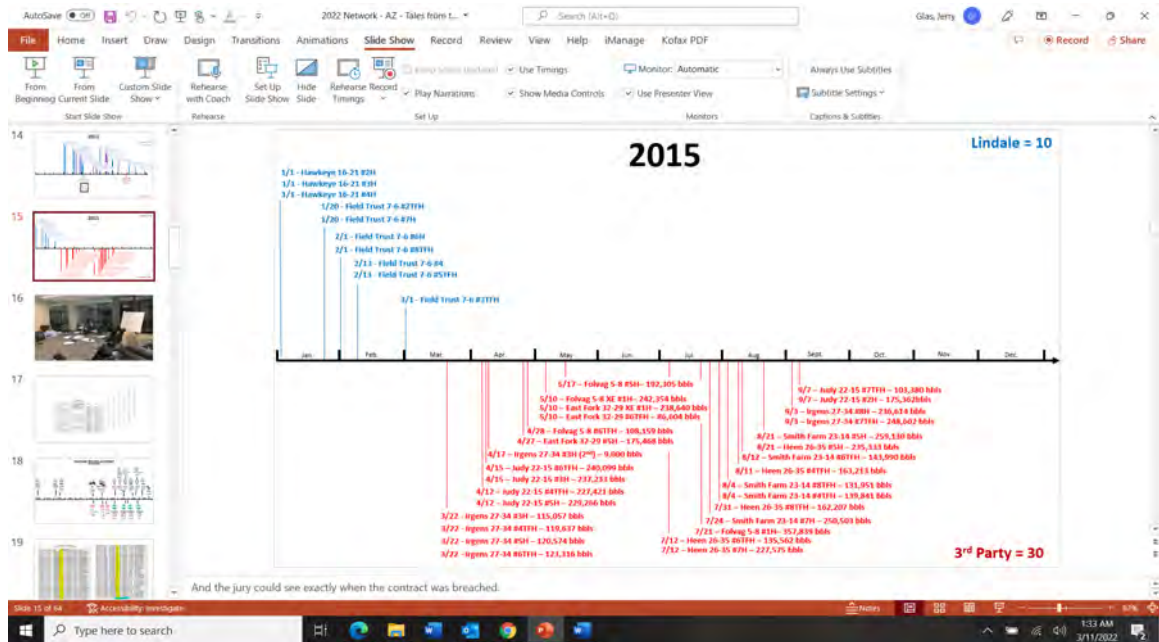 AutoSave Off
2022 Network - AZ - Tales from t...
Search (Alt+Q)
Glas, Jerry
File Home Insert Draw Design Transitions Animations Slide Show Record Review View Help iManage Kofax PDF
Record Share
From Beginning
From Current Slide
Custom Slide Show
Rehearse with Coach
Set Up Slide Show
Hide Slide
Rehearse Timings
Record
Keep Slides Updated
Use Timings
Play Narrations
Show Media Controls
Monitor: Automatic
Use Presenter View
Always Use Subtitles
Subtitle Settings
Start Slide Show
Rehearse
Set Up
Monitors
Captions & Subtitles
14
15
16
17
18
19
2015
Lindale = 10
1/1 - Hawkeye 16-21 #2H
1/1 - Hawkeye 16-21 #3H
1/1 - Hawkeye 16-21 #4H
1/20 - Field Trust 7-6 #2TFH
1/20 - Field Trust 7-6 #7H
2/1 - Field Trust 7-6 #6H
2/1 - Field Trust 7-6 #8TFH
2/13 - Field Trust 7-6 #4
2/13 - Field Trust 7-6 #5TFH
3/1 - Field Trust 7-6 #3TFH
Jan. Feb. Mar. Apr. May Jun. Jul. Aug. Sept. Oct. Nov. Dec.
5/17 – Folvag 5-8 #5H– 192,305 bbls
5/10 – Folvag 5-8 XE #1H – 242,354 bbls
5/10 – East Fork 32-29 XE #1H – 238,640 bbls
5/10 – East Fork 32-29 #6TFH – 86,604 bbls
4/28 – Folvag 5-8 #6TFH – 108,159 bbls
4/27 – East Fork 32-29 #5H – 175,468 bbls
4/17 – Irgens 27-34 #3H (2nd) – 9,000 bbls
4/15 – Judy 22-15 #6TFH – 240,099 bbls
4/15 – Judy 22-15 #3H – 237,233 bbls
4/12 – Judy 22-15 #4TFH – 227,421 bbls
4/12 – Judy 22-15 #5H – 229,266 bbls
3/22 - Irgens 27-34 #3H – 115,057 bbls
3/22 - Irgens 27-34 #4TFH – 119,637 bbls
3/22 - Irgens 27-34 #5H – 120,574 bbls
3/22 - Irgens 27-34 #6TFH – 123,316 bbls
9/7 – Judy 22-15 #7TFH – 103,380 bbls
9/7 – Judy 22-15 #2H – 175,362bbls
9/3 – Irgens 27-34 #8H – 236,614 bbls
9/3 – Irgens 27-34 #7TFH – 248,602 bbls
8/21 – Smith Farm 23-14 #5H – 259,130 bbls
8/21 – Heen 26-35 #5H – 235,333 bbls
8/12 – Smith Farm 23-14 #6TFH – 143,990 bbls
8/11 – Heen 26-35 #4TFH – 163,233 bbls
8/4 – Smith Farm 23-14 #8TFH – 131,951 bbls
8/4 – Smith Farm 23-14 #4TFH – 139,841 bbls
7/31 – Heen 26-35 #8TFH – 162,207 bbls
7/24 – Smith Farm 23-14 #7H – 250,503 bbls
7/21 – Folvag 5-8 #1H– 357,839 bbls
7/12 – Heen 26-35 #6TFH – 135,562 bbls
7/12 – Heen 26-35 #7H – 227,575 bbls
3rd Party = 30
And the jury could see exactly when the contract was breached.
Slide 15 of 64 Accessibility: Investigate
Notes
67%
Type here to search
1:33 AM
3/11/2022